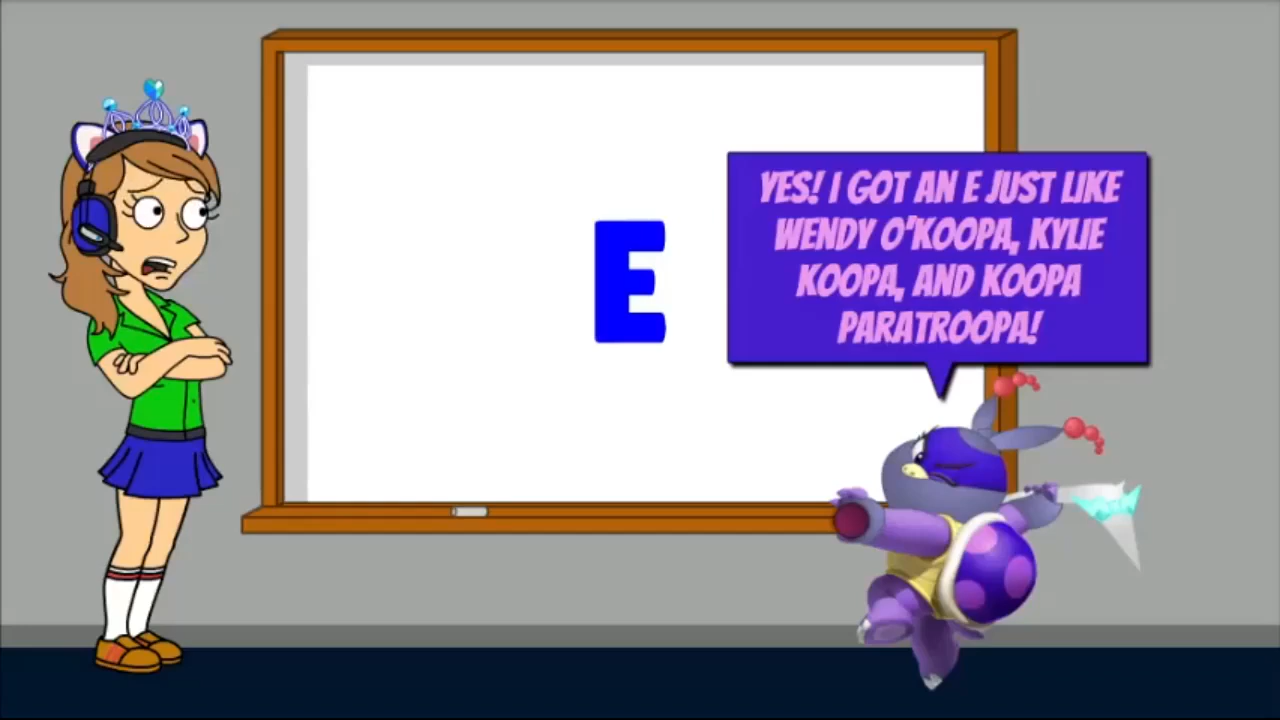 E
YES! I GOT AN E JUST LIKE
WENDY O'KOOPA, KYLIE
KOOPA, AND KOOPA
PARATROOPA!